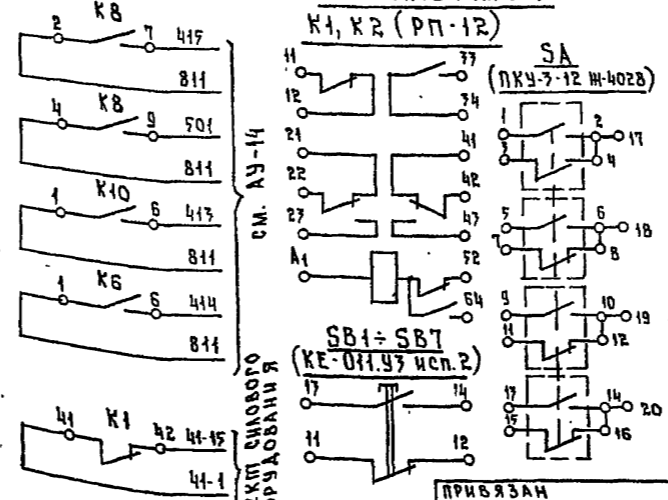 К8
2 7 415
811
К8
4 9 501
811
К10
1 6 413
811
К6
1 6 414
811
СМ. АУ-14
К1
41 42 41-15
41-1
СИЛОВОГО
К1, К2 (РП-12)
11 33
12 34
21 41
22 42
23 43
А1 52
54
SB1÷SB7
(КЕ-011.У3 исп.2)
13 14
11 12
SA
(ПКУ-3-12 Ж-4028)
1 2 17
3 4
5 6 18
7 8
9 10 19
11 12
13 14 20
15 16
ПРИВЯЗАН